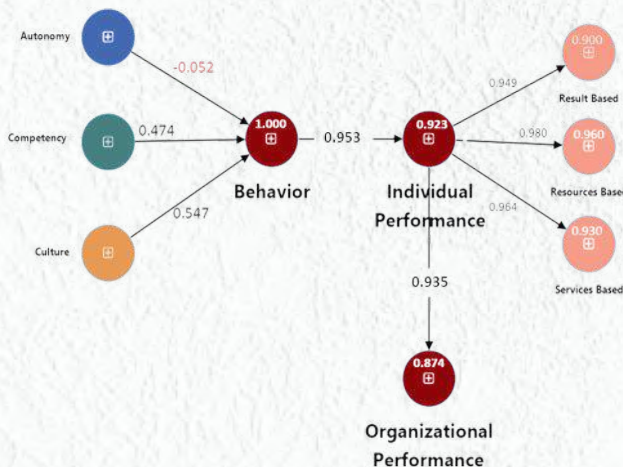 Autonomy
-0.052
Competency
0.474
Culture
0.547
1.000
Behavior
0.953
0.923
Individual
Performance
0.949
0.980
0.964
0.900
Result Based
0.960
Resources Based
0.930
Services Based
0.935
0.874
Organizational
Performance